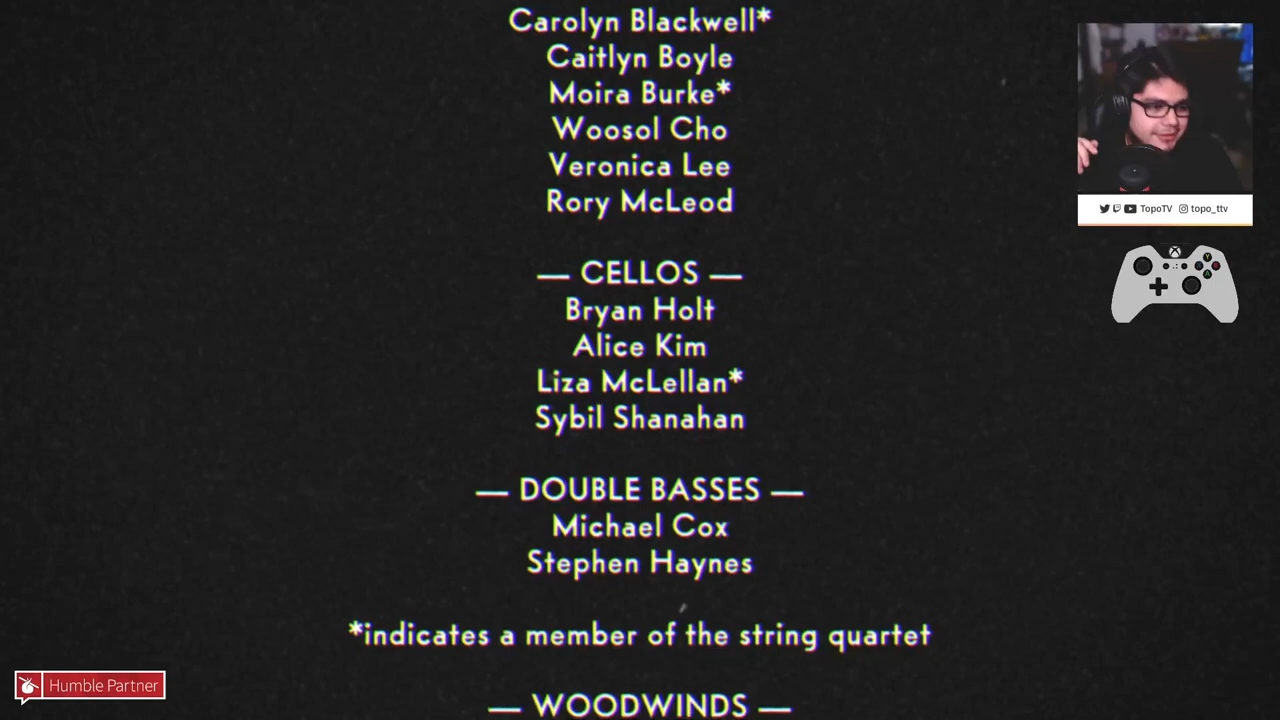 Carolyn Blackwell*
Caitlyn Boyle
Moira Burke*
Woosol Cho
Veronica Lee
Rory McLeod
— CELLOS —
Bryan Holt
Alice Kim
Liza McLellan*
Sybil Shanahan
— DOUBLE BASSES —
Michael Cox
Stephen Haynes
*indicates a member of the string quartet
— WOODWINDS —
TopoTV topo_ttv
Humble Partner